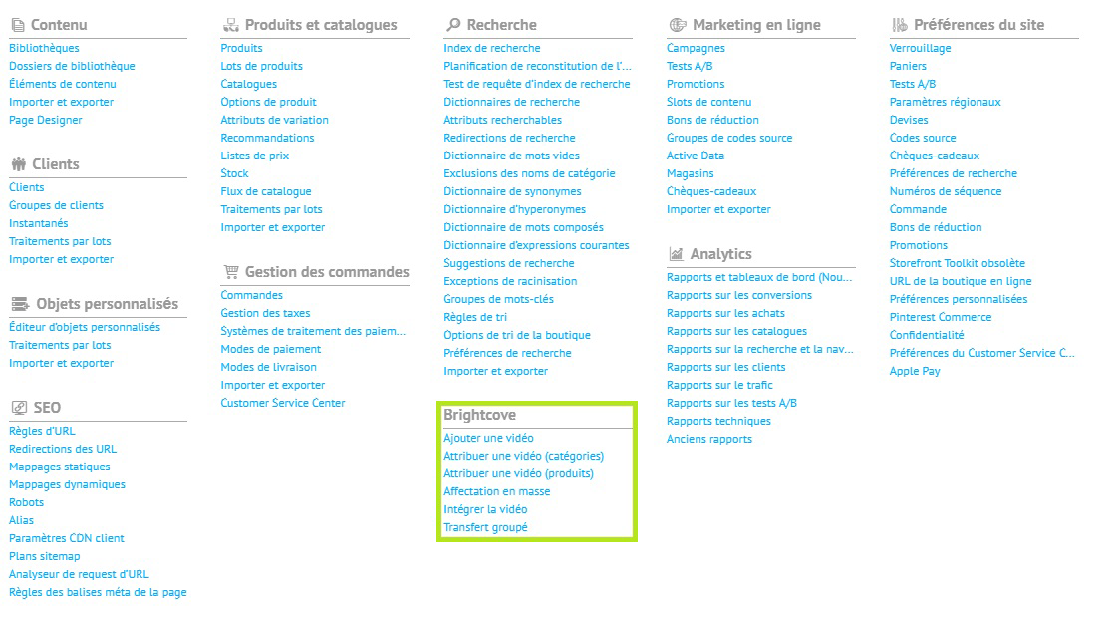 Contenu
Bibliothèques
Dossiers de bibliothèque
Éléments de contenu
Importer et exporter
Page Designer
Clients
Clients
Groupes de clients
Instantanés
Traitements par lots
Importer et exporter
Objets personnalisés
Éditeur d'objets personnalisés
Traitements par lots
Importer et exporter
SEO
Règles d'URL
Redirections des URL
Mappages statiques
Mappages dynamiques
Robots
Alias
Paramètres CDN client
Plans sitemap
Analyseur de request d'URL
Règles des balises méta de la page
Produits et catalogues
Produits
Lots de produits
Catalogues
Options de produit
Attributs de variation
Recommandations
Listes de prix
Stock
Flux de catalogue
Traitements par lots
Importer et exporter
Gestion des commandes
Commandes
Gestion des taxes
Systèmes de traitement des paiem...
Modes de paiement
Modes de livraison
Importer et exporter
Customer Service Center
Recherche
Index de recherche
Planification de reconstitution de l'...
Test de requête d'index de recherche
Dictionnaires de recherche
Attributs recherchables
Redirections de recherche
Dictionnaire de mots vides
Exclusions des noms de catégorie
Dictionnaire de synonymes
Dictionnaire d'hyperonymes
Dictionnaire de mots composés
Dictionnaire d'expressions courantes
Suggestions de recherche
Exceptions de racinisation
Groupes de mots-clés
Règles de tri
Options de tri de la boutique
Préférences de recherche
Importer et exporter
Brightcove
Ajouter une vidéo
Attribuer une vidéo (catégories)
Attribuer une vidéo (produits)
Affectation en masse
Intégrer la vidéo
Transfert groupé
Marketing en ligne
Campagnes
Tests A/B
Promotions
Slots de contenu
Bons de réduction
Groupes de codes source
Active Data
Magasins
Chèques-cadeaux
Importer et exporter
Analytics
Rapports et tableaux de bord (Nou...
Rapports sur les conversions
Rapports sur les achats
Rapports sur les catalogues
Rapports sur la recherche et la nav...
Rapports sur les clients
Rapports sur le trafic
Rapports sur les tests A/B
Rapports techniques
Anciens rapports
Préférences du site
Verrouillage
Paniers
Tests A/B
Paramètres régionaux
Devises
Codes source
Chèques-cadeaux
Préférences de recherche
Numéros de séquence
Commande
Bons de réduction
Promotions
Storefront Toolkit obsolète
URL de la boutique en ligne
Préférences personnalisées
Pinterest Commerce
Confidentialité
Préférences du Customer Service C...
Apple Pay